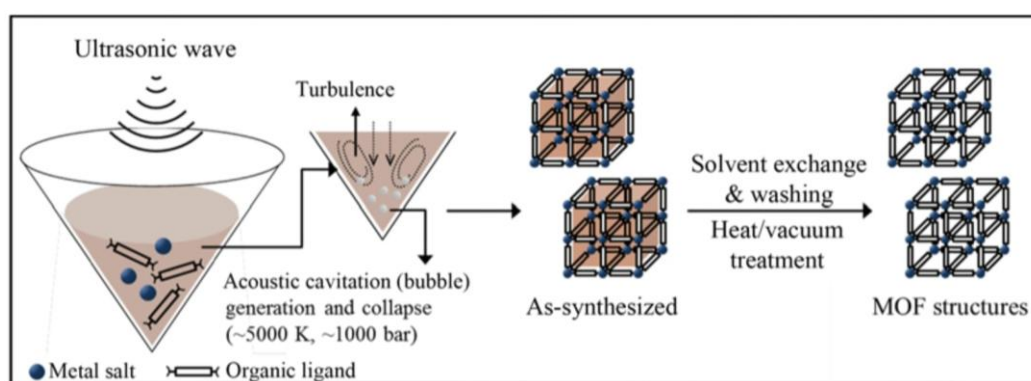 Ultrasonic wave
Turbulence
Acoustic cavitation (bubble)
generation and collapse
(~5000 K, ~1000 bar)
As-synthesized
Solvent exchange
& washing
Heat/vacuum
treatment
MOF structures
Metal salt
Organic ligand